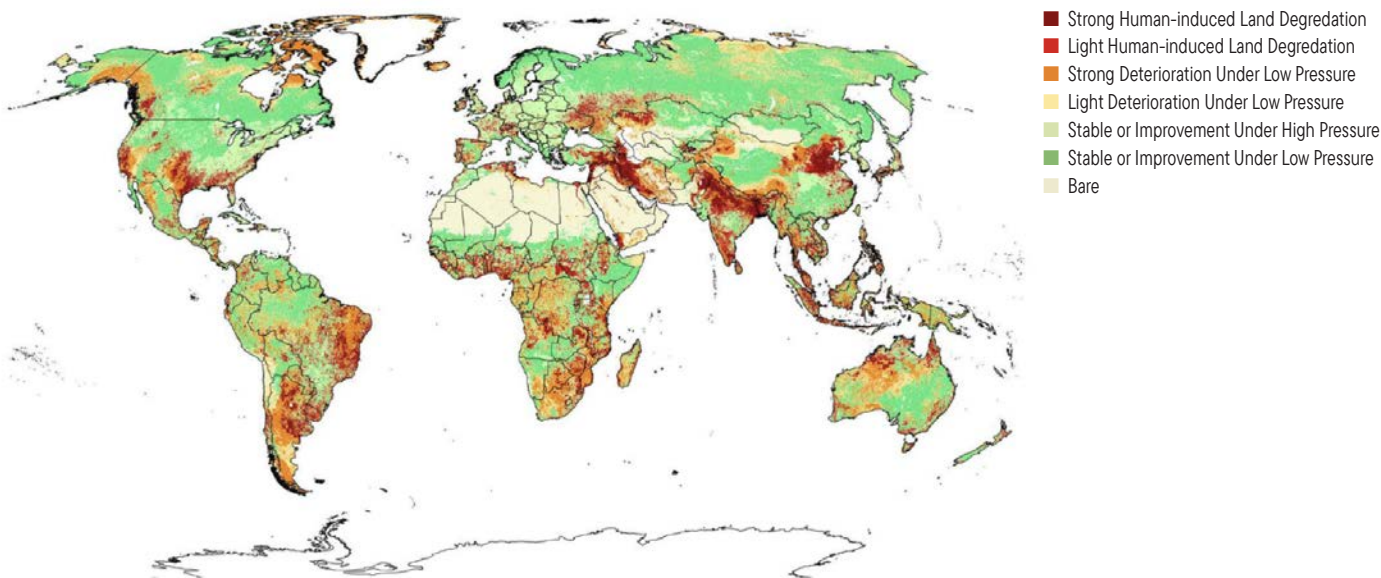 Strong Human-induced Land Degredation
Light Human-induced Land Degredation
Strong Deterioration Under Low Pressure
Light Deterioration Under Low Pressure
Stable or Improvement Under High Pressure
Stable or Improvement Under Low Pressure
Bare